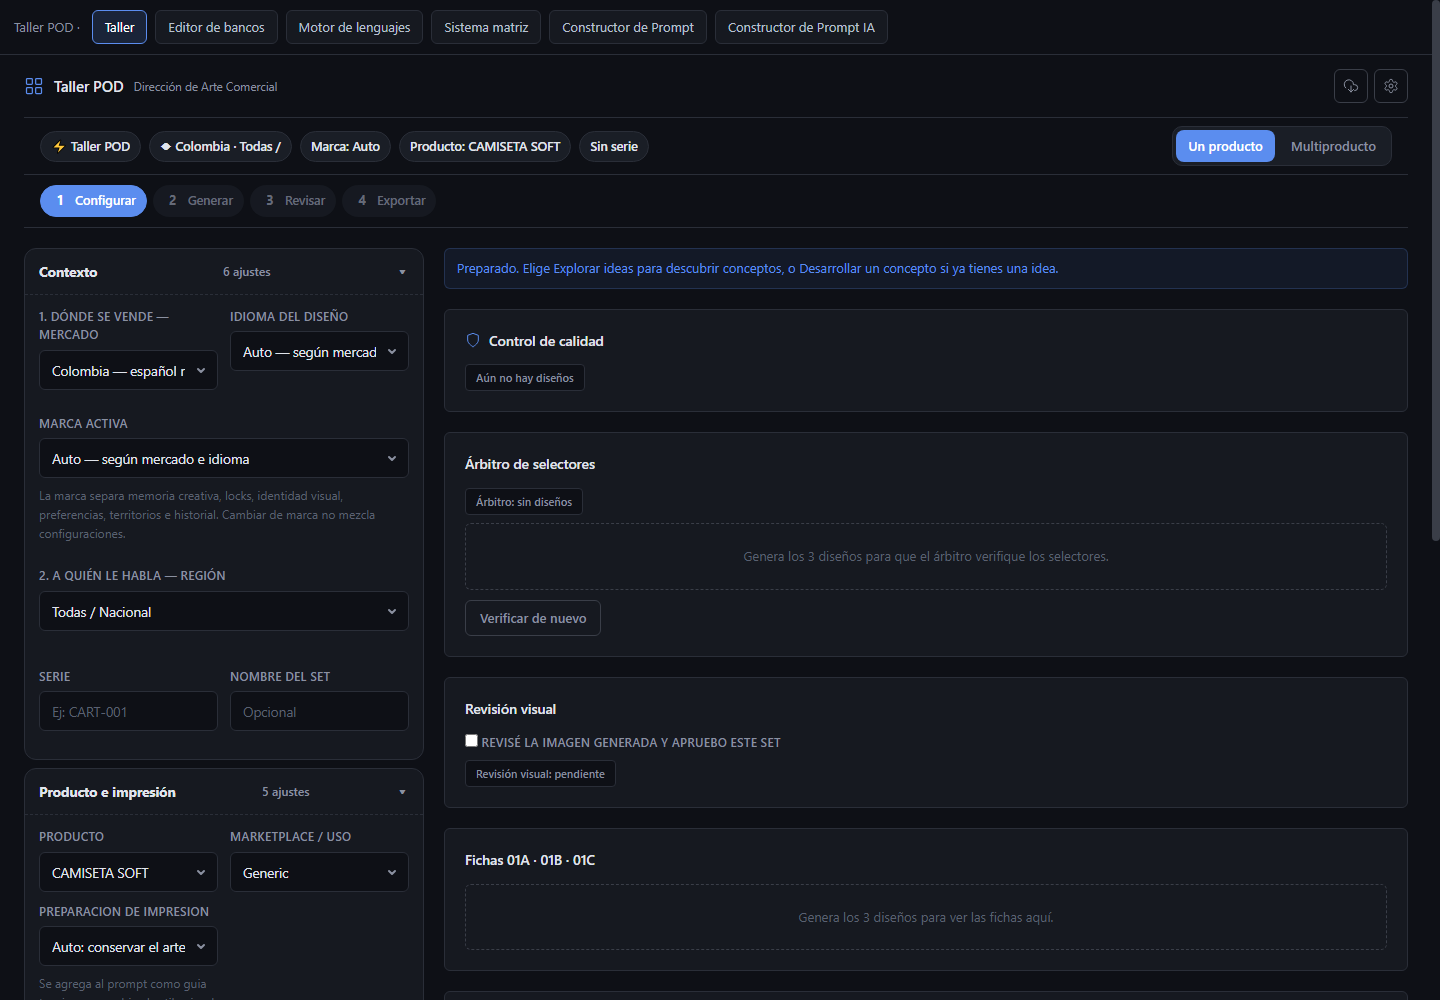 Taller POD ·
Taller
Editor de bancos
Motor de lenguajes
Sistema matriz
Constructor de Prompt
Constructor de Prompt IA
Taller POD
Dirección de Arte Comercial
Taller POD
Colombia · Todas /
Marca: Auto
Producto: CAMISETA SOFT
Sin serie
Un producto
Multiproducto
1 Configurar
2 Generar
3 Revisar
4 Exportar
Contexto
6 ajustes
1. DÓNDE SE VENDE —
MERCADO
Colombia — español r
IDIOMA DEL DISEÑO
Auto — según mercad
MARCA ACTIVA
Auto — según mercado e idioma
La marca separa memoria creativa, locks, identidad visual,
preferencias, territorios e historial. Cambiar de marca no mezcla
configuraciones.
2. A QUIÉN LE HABLA — REGIÓN
Todas / Nacional
SERIE
Ej: CART-001
NOMBRE DEL SET
Opcional
Producto e impresión
5 ajustes
PRODUCTO
CAMISETA SOFT
MARKETPLACE / USO
Generic
PREPARACION DE IMPRESION
Auto: conservar el arte
Se agrega al prompt como guia
Preparado. Elige Explorar ideas para descubrir conceptos, o Desarrollar un concepto si ya tienes una idea.
Control de calidad
Aún no hay diseños
Árbitro de selectores
Árbitro: sin diseños
Genera los 3 diseños para que el árbitro verifique los selectores.
Verificar de nuevo
Revisión visual
REVISÉ LA IMAGEN GENERADA Y APRUEBO ESTE SET
Revisión visual: pendiente
Fichas 01A · 01B · 01C
Genera los 3 diseños para ver las fichas aquí.